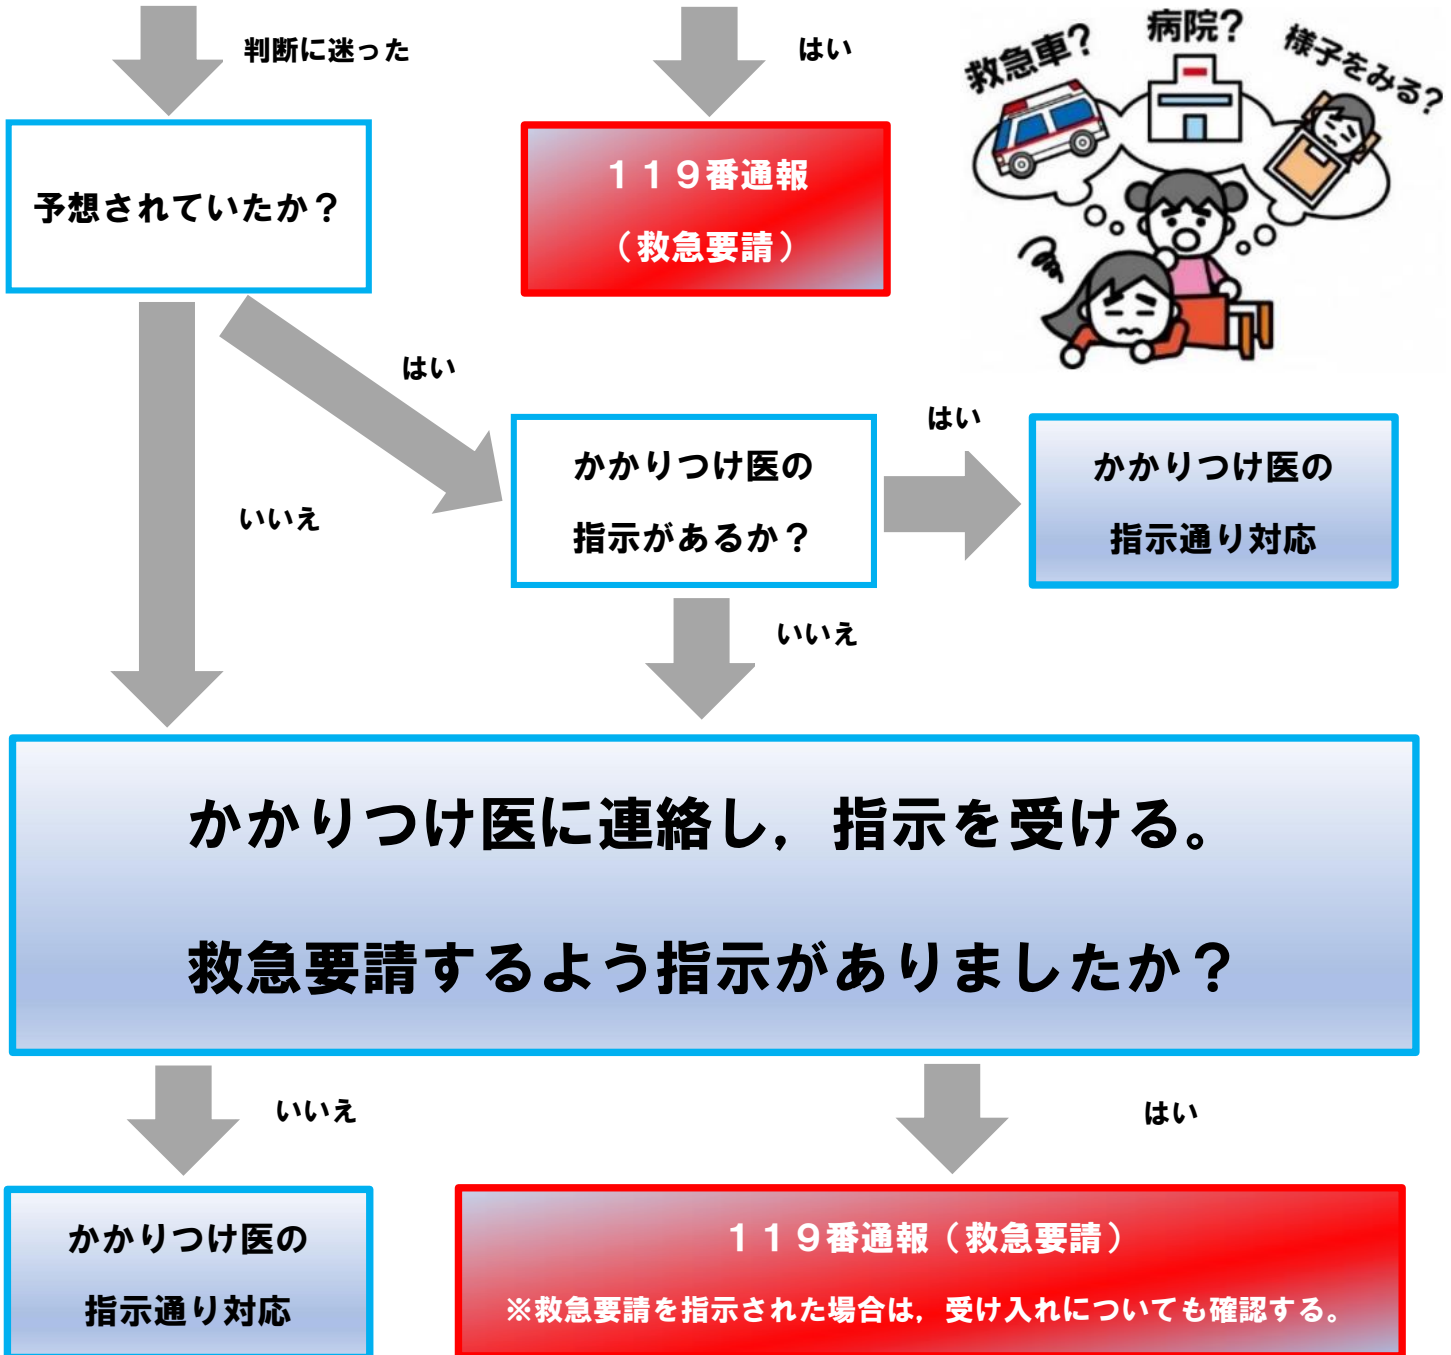 判断に迷った
はい
救急車？
病院？
様子をみる？
予想されていたか？
１１９番通報
（救急要請）
はい
いいえ
かかりつけ医の
指示があるか？
はい
かかりつけ医の
指示通り対応
いいえ
かかりつけ医に連絡し，指示を受ける。
救急要請するよう指示がありましたか？
いいえ
はい
かかりつけ医の
指示通り対応
１１９番通報（救急要請）
※救急要請を指示された場合は，受け入れについても確認する。